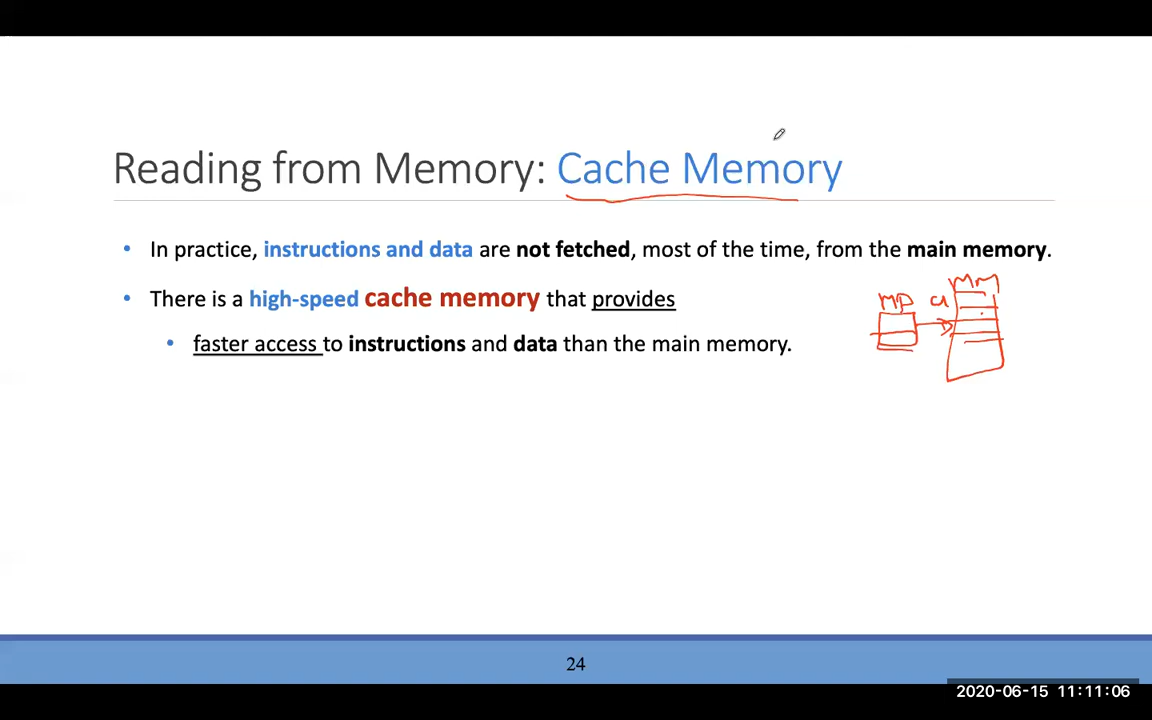 Reading from Memory: Cache Memory
• In practice, instructions and data are not fetched, most of the time, from the main memory.
• There is a high-speed cache memory that provides
• faster access to instructions and data than the main memory.
MP
MM
24
2020-06-15 11:11:06